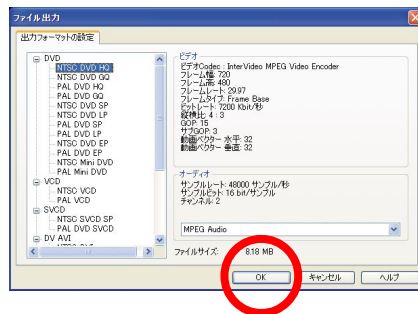 ファイル出力
出力フォーマットの設定
DVD
NTSC DVD HQ
NTSC DVD GQ
PAL DVD HQ
PAL DVD GQ
NTSC DVD SP
NTSC DVD LP
PAL DVD SP
PAL DVD LP
NTSC DVD EP
PAL DVD EP
NTSC Mini DVD
PAL Mini DVD
VCD
NTSC VCD
PAL VCD
SVCD
NTSC SVCD SP
PAL DVD SVCD
DV AVI
ビデオ
ビデオCodec : InterVideo MPEG Video Encoder
フレーム幅: 720
フレーム高: 480
フレームレート: 29.97
フレームタイプ: Frame Base
ビットレート: 7200 Kbit/秒
縦横比: 4 : 3
GOP: 15
サブGOP: 3
動画ベクター 水平: 32
動画ベクター 垂直: 32
オーディオ
サンプルレート: 48000 サンプル/秒
サンプルビット: 16 bit/サンプル
チャンネル: 2
MPEG Audio
ファイルサイズ: 8.18 MB
OK キャンセル ヘルプ